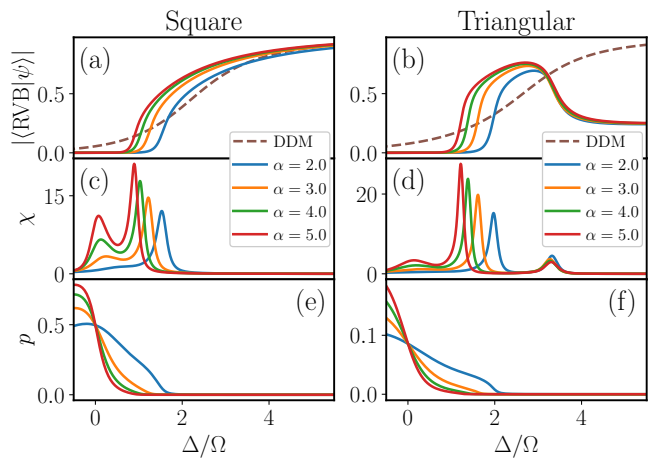 Square
Triangular
|⟨RVB|ψ⟩|
(a)
(b)
0.5
0.0
0.5
0.0
DDM
α = 2.0
α = 3.0
α = 4.0
α = 5.0
DDM
α = 2.0
α = 3.0
α = 4.0
α = 5.0
χ
(c)
(d)
15
0
20
0
p
(e)
(f)
0.5
0.0
0.1
0.0
0 2 4
0 2 4
Δ/Ω
Δ/Ω